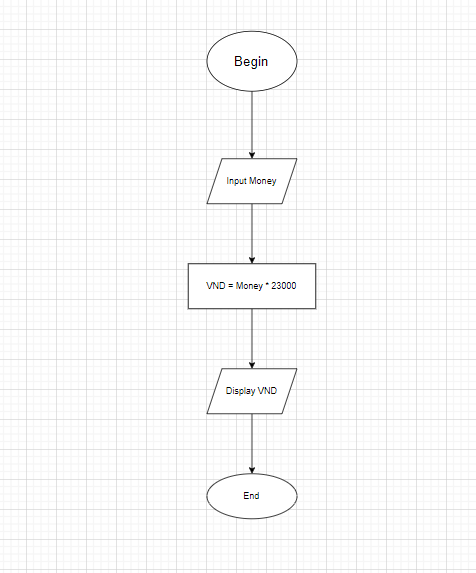 Begin
Input Money
VND = Money * 23000
Display VND
End